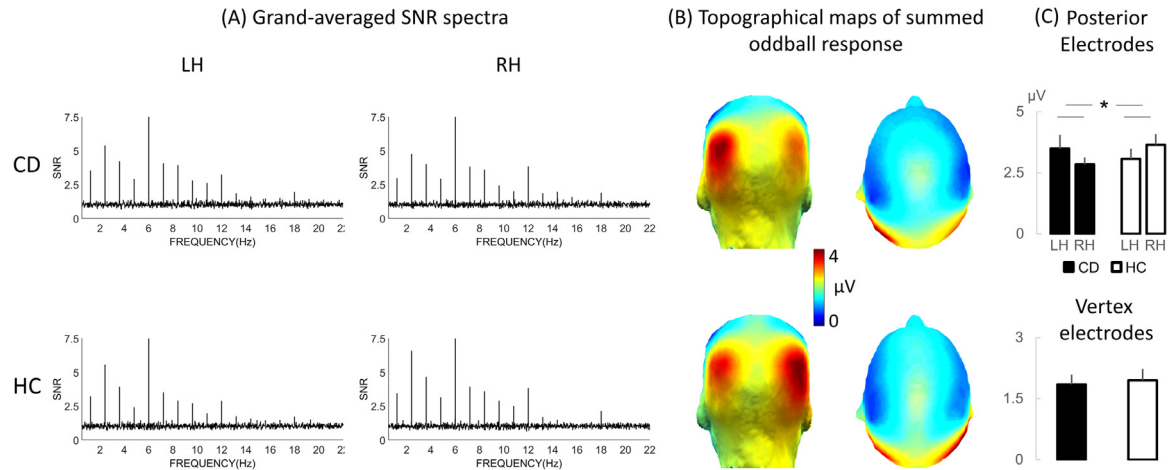 (A) Grand-averaged SNR spectra
(B) Topographical maps of summed
oddball response
(C) Posterior
Electrodes
LH
RH
CD
SNR
7.5
5
2.5
0
2 4 6 8 10 12 14 16 18 20 22
FREQUENCY(Hz)
SNR
7.5
5
2.5
0
2 4 6 8 10 12 14 16 18 20 22
FREQUENCY(Hz)
µV
5
2.5
0
*
LH RH LH RH
CD HC
4
µV
0
HC
SNR
7.5
5
2.5
0
2 4 6 8 10 12 14 16 18 20 22
FREQUENCY(Hz)
SNR
7.5
5
2.5
0
2 4 6 8 10 12 14 16 18 20 22
FREQUENCY(Hz)
Vertex
electrodes
3
1.5
0